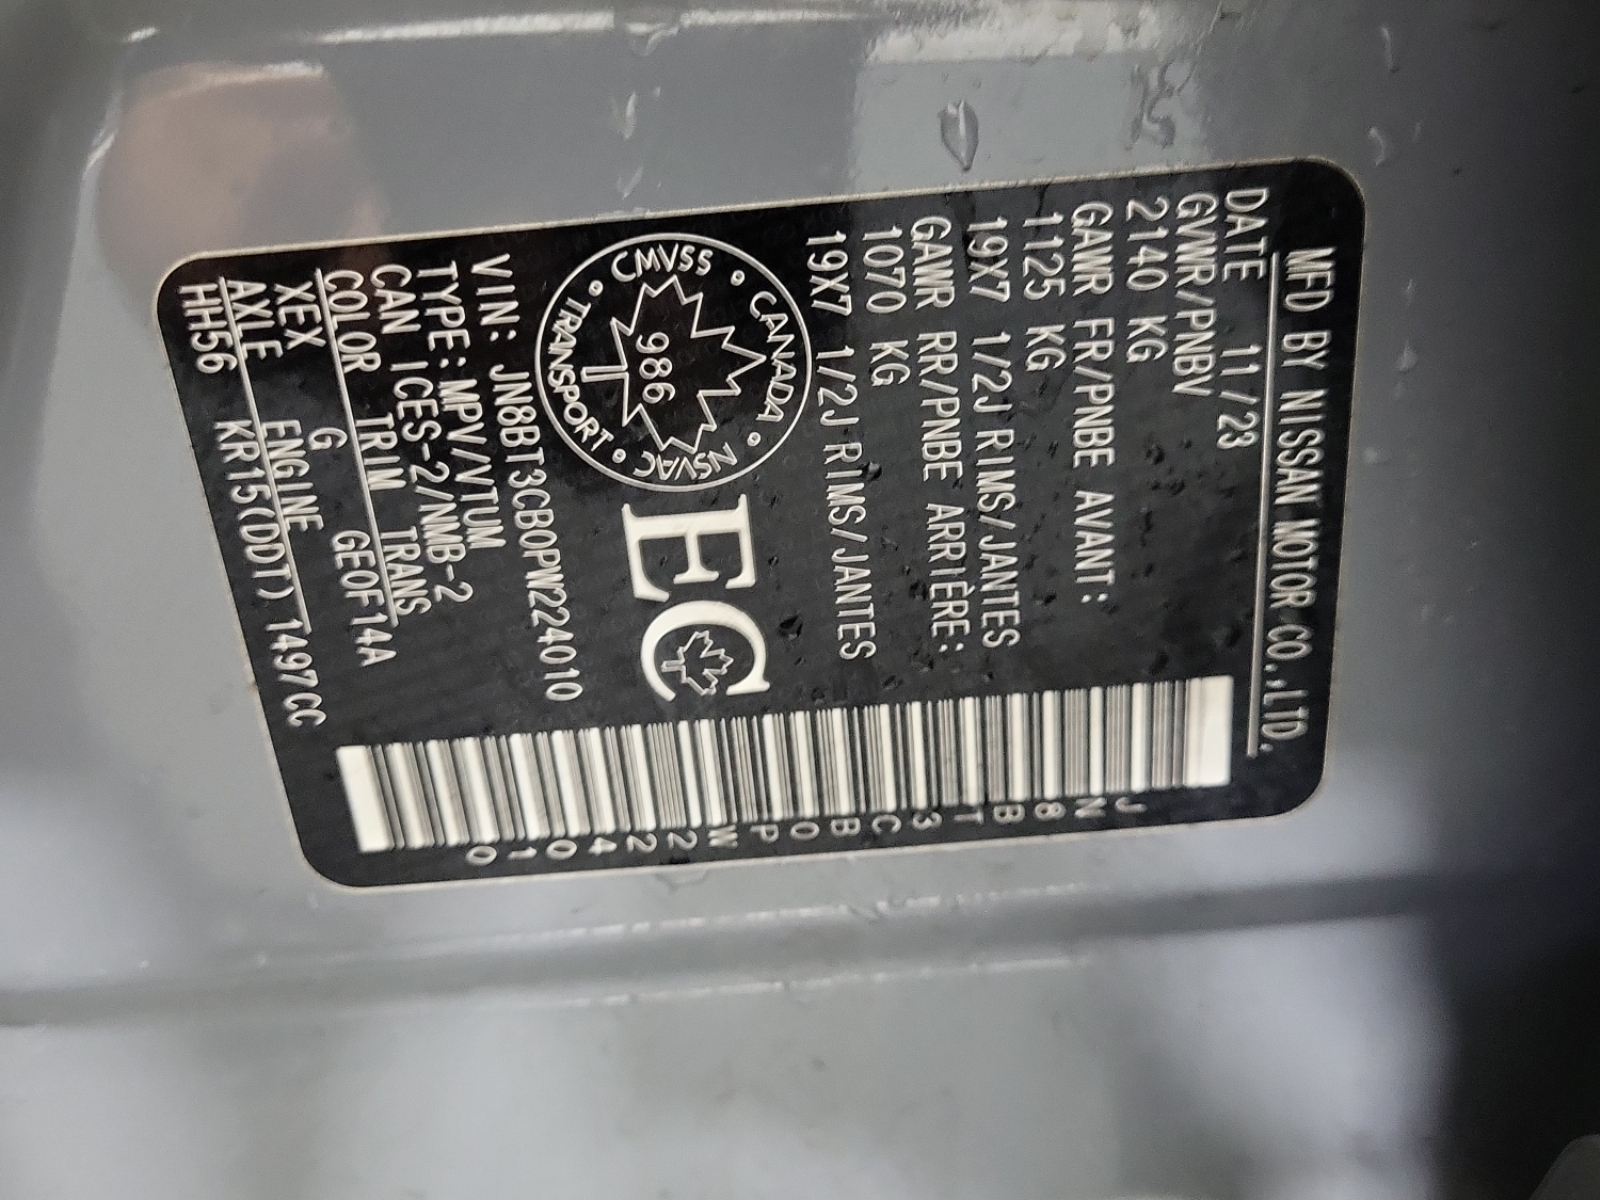 MFD BY NISSAN MOTOR CO.,LTD.
DATE 11/23
GVWR/PNBV
2140 KG
GAWR FR/PNBE AVANT:
1125 KG
19X7 1/2J RIMS/JANTES
GAWR RR/PNBE ARRIÈRE:
1070 KG
19X7 1/2J RIMS/JANTES
CANADA • NSVAC • TRANSPORT • CMVSS •
986
EC
VIN: JN8BT3CB0PW224010
TYPE: MPV/VTUM
CAN ICES-2/NMB-2
COLOR TRIM TRANS
XEX G GE0F14A
AXLE ENGINE
HH56 KR15(DDT) 1497CC
JN8BT3CB0PW224010